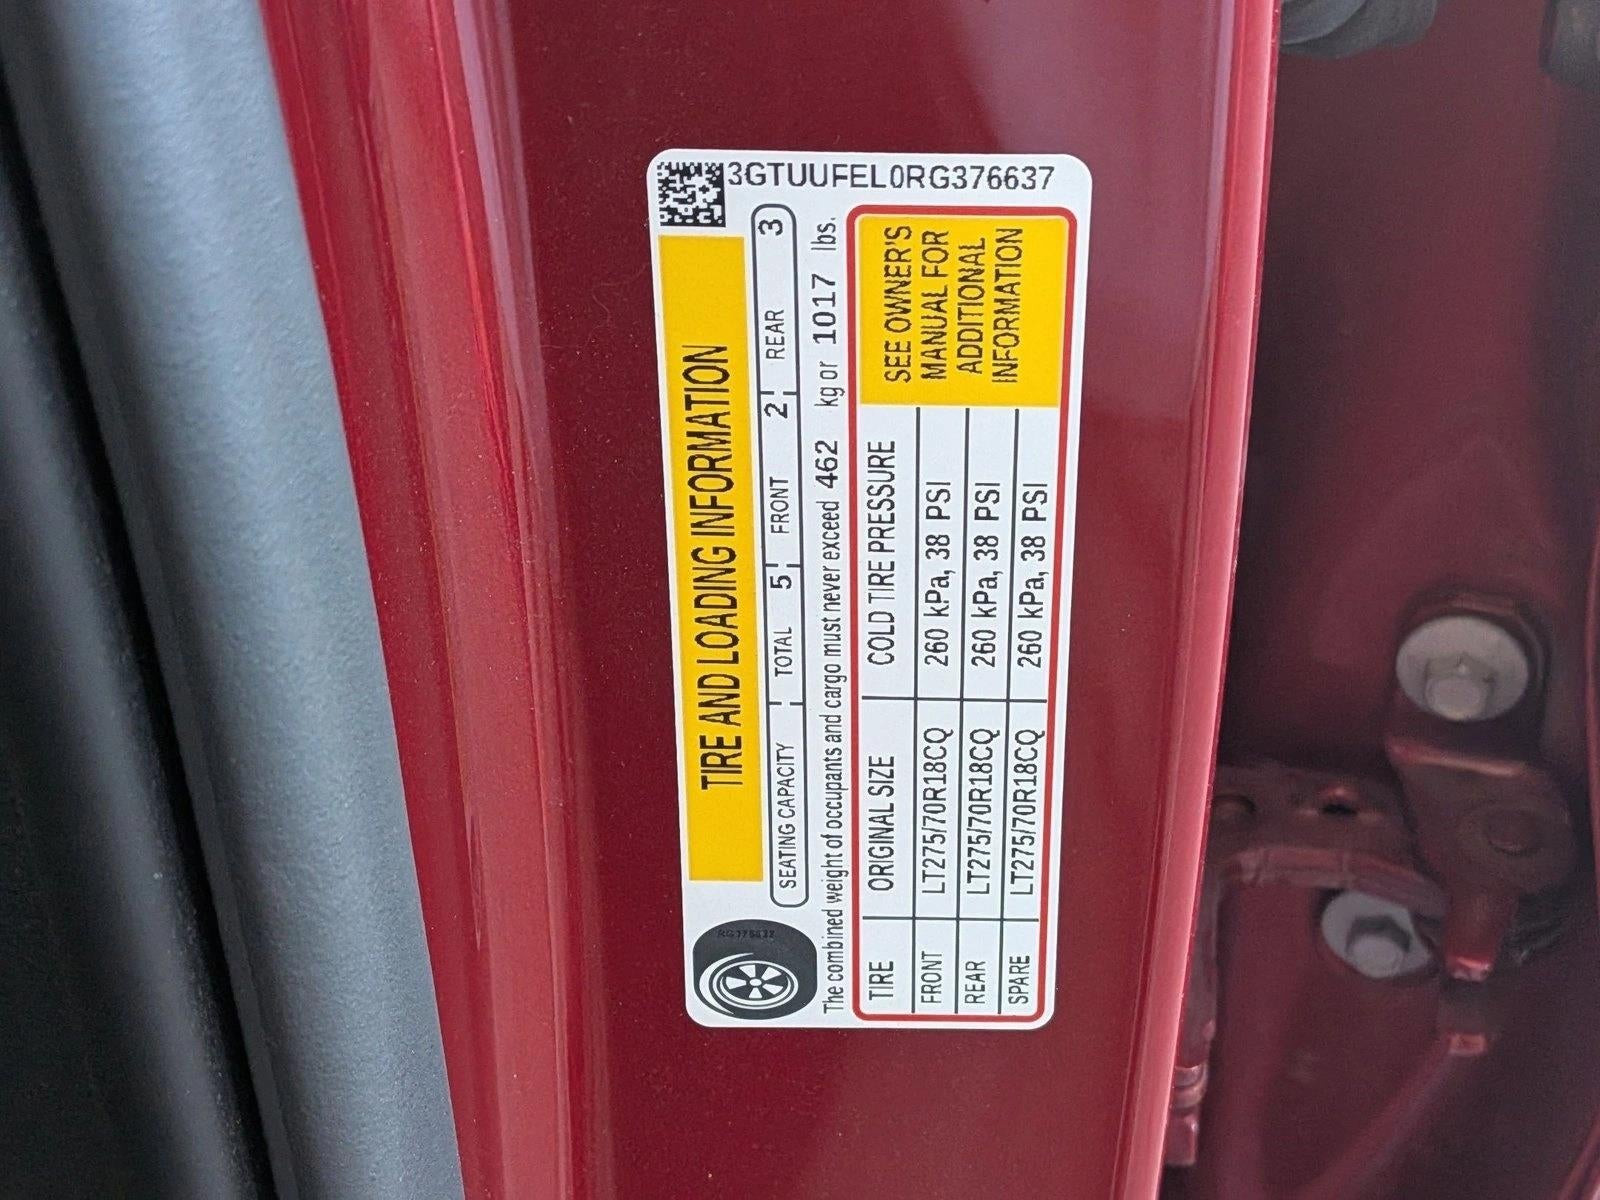 3GTUUFEL0RG376637
TIRE AND LOADING INFORMATION
SEATING CAPACITY TOTAL 5 FRONT 2 REAR 3
The combined weight of occupants and cargo must never exceed 462 kg or 1017 lbs.
TIRE ORIGINAL SIZE COLD TIRE PRESSURE
FRONT LT275/70R18CQ 260 kPa, 38 PSI
REAR LT275/70R18CQ 260 kPa, 38 PSI
SPARE LT275/70R18CQ 260 kPa, 38 PSI
SEE OWNER'S
MANUAL FOR
ADDITIONAL
INFORMATION